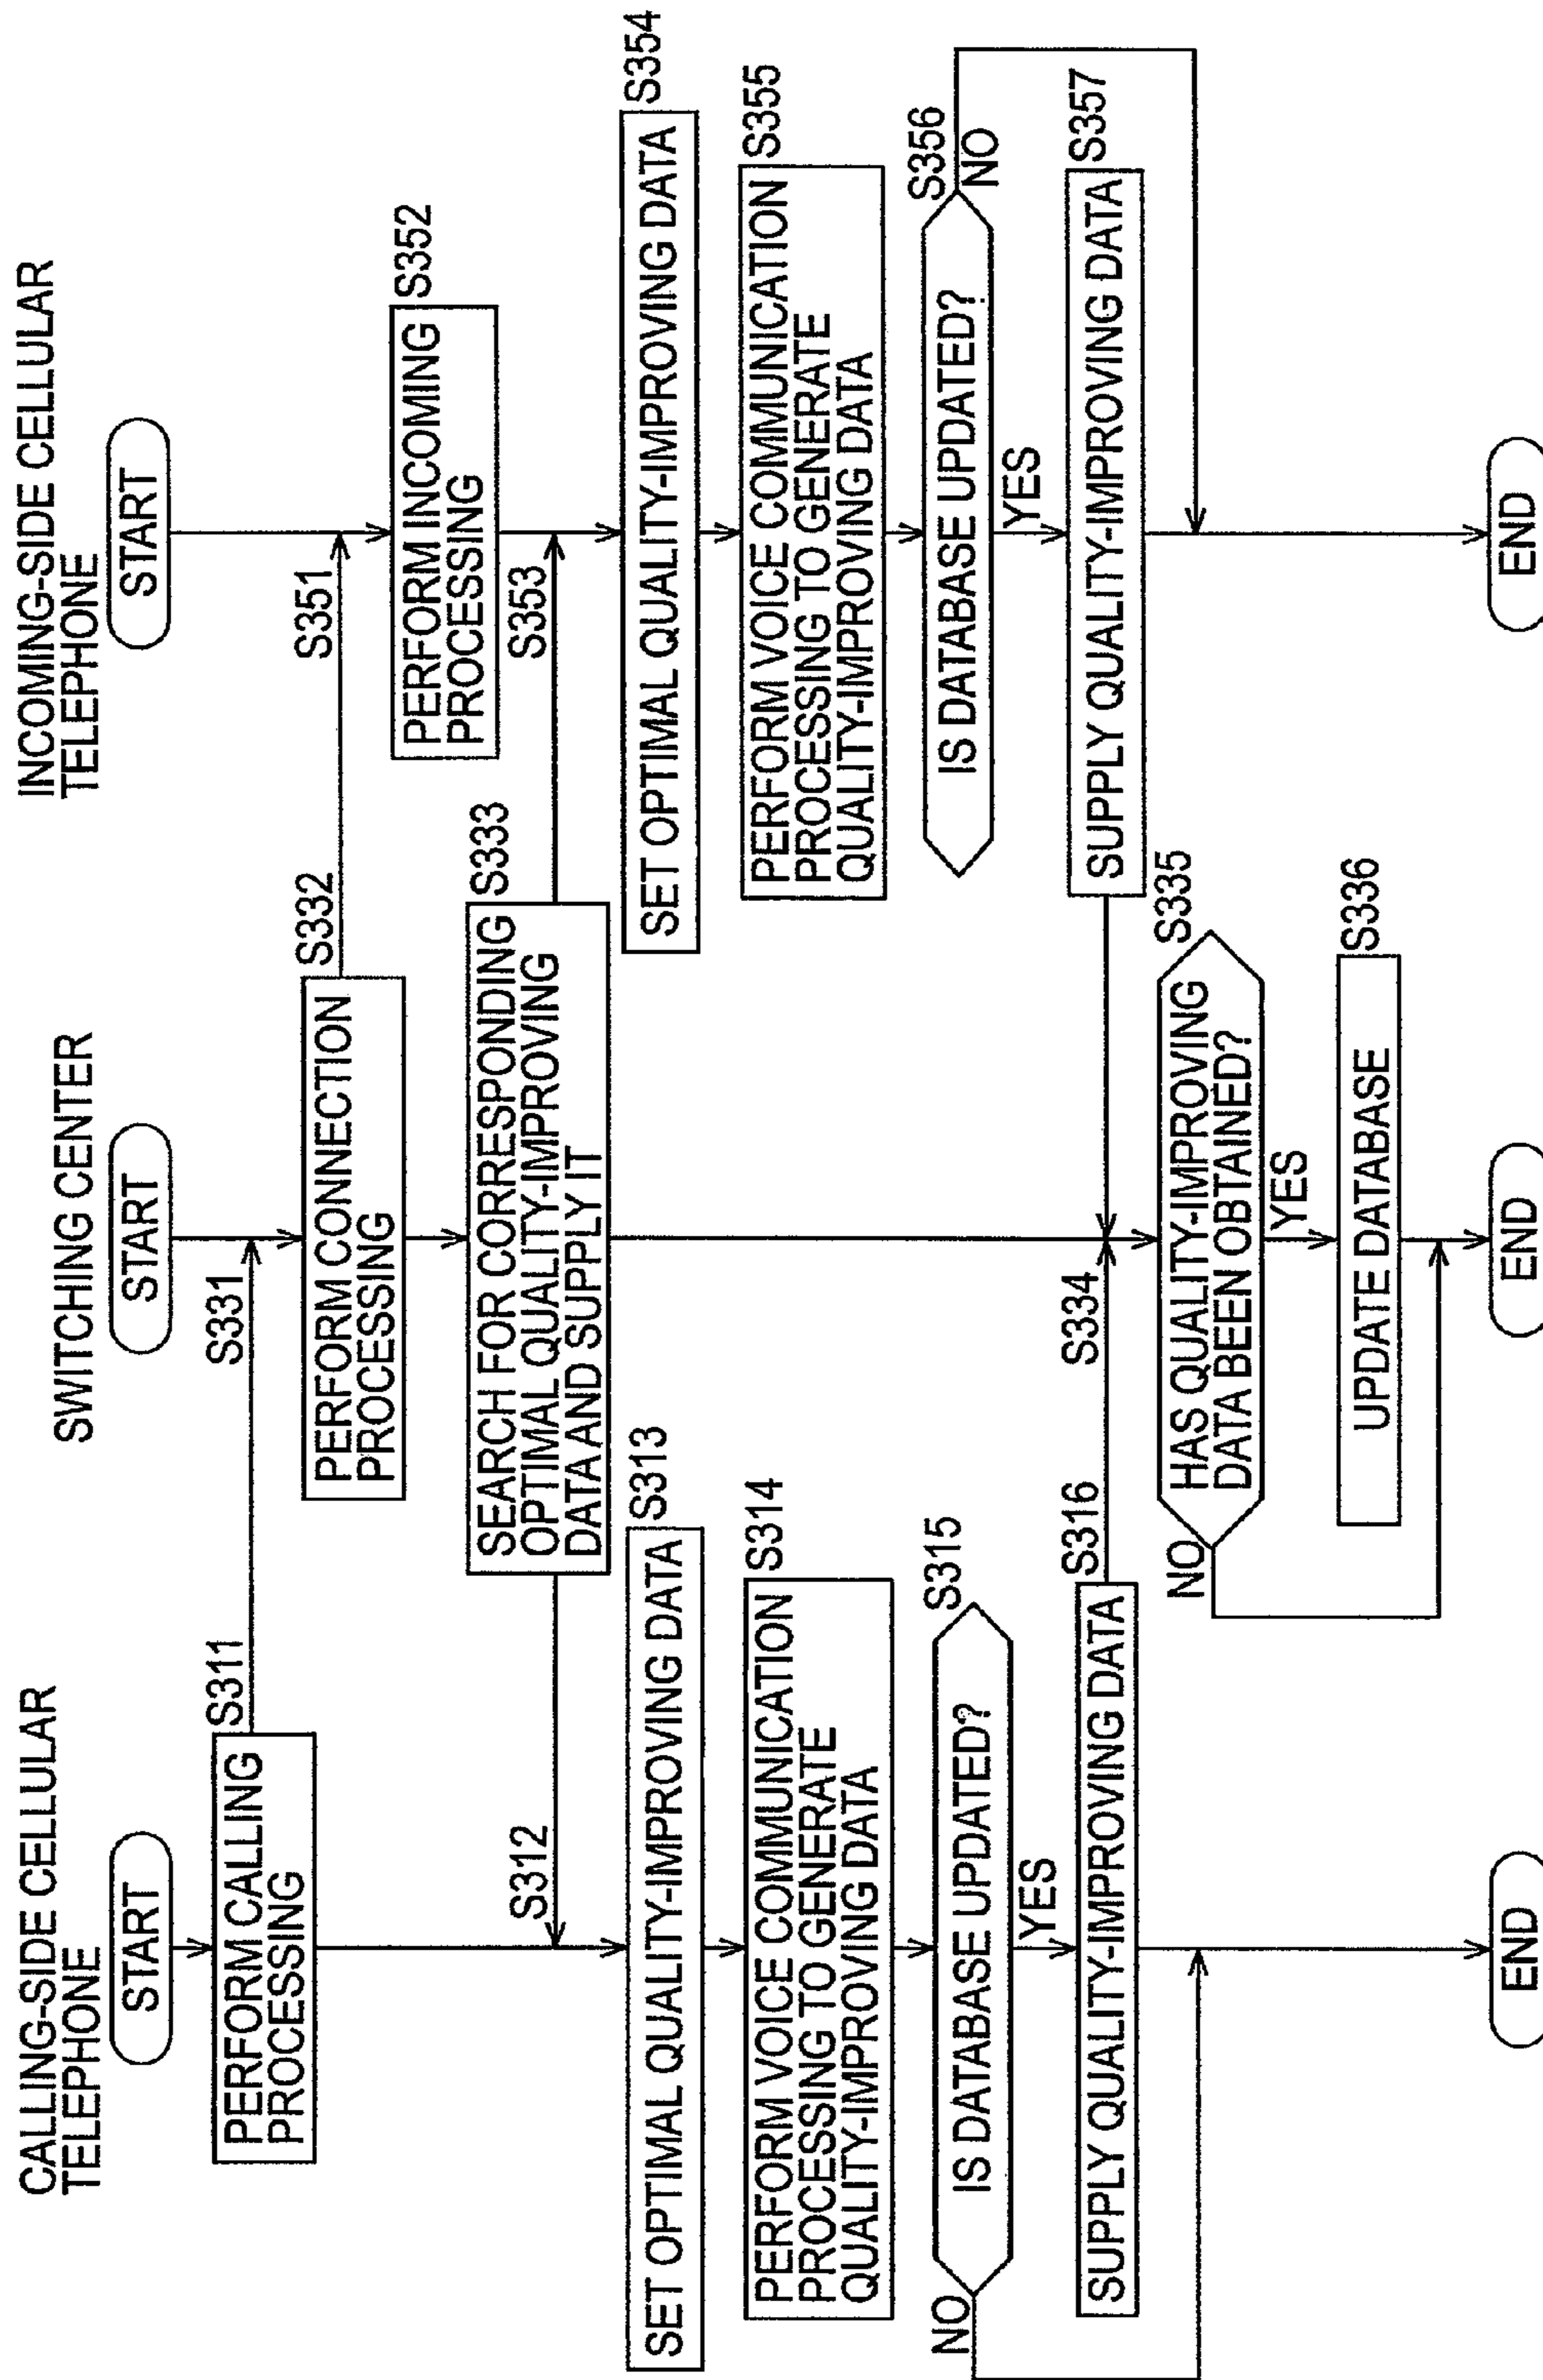 CALLING-SIDE CELLULAR
TELEPHONE
START
PERFORM CALLING
PROCESSING
S311
S312
SET OPTIMAL QUALITY-IMPROVING DATA
S313
PERFORM VOICE COMMUNICATION
PROCESSING TO GENERATE
QUALITY-IMPROVING DATA
S314
IS DATABASE UPDATED?
S315
NO
YES
SUPPLY QUALITY-IMPROVING DATA
S316
END
SWITCHING CENTER
START
S331
PERFORM CONNECTION
PROCESSING
S332
SEARCH FOR CORRESPONDING
OPTIMAL QUALITY-IMPROVING
DATA AND SUPPLY IT
S333
S334
HAS QUALITY-IMPROVING
DATA BEEN OBTAINED?
S335
NO
YES
UPDATE DATABASE
S336
END
INCOMING-SIDE CELLULAR
TELEPHONE
START
S351
PERFORM INCOMING
PROCESSING
S352
S353
SET OPTIMAL QUALITY-IMPROVING DATA
S354
PERFORM VOICE COMMUNICATION
PROCESSING TO GENERATE
QUALITY-IMPROVING DATA
S355
IS DATABASE UPDATED?
S356
NO
YES
SUPPLY QUALITY-IMPROVING DATA
S357
END